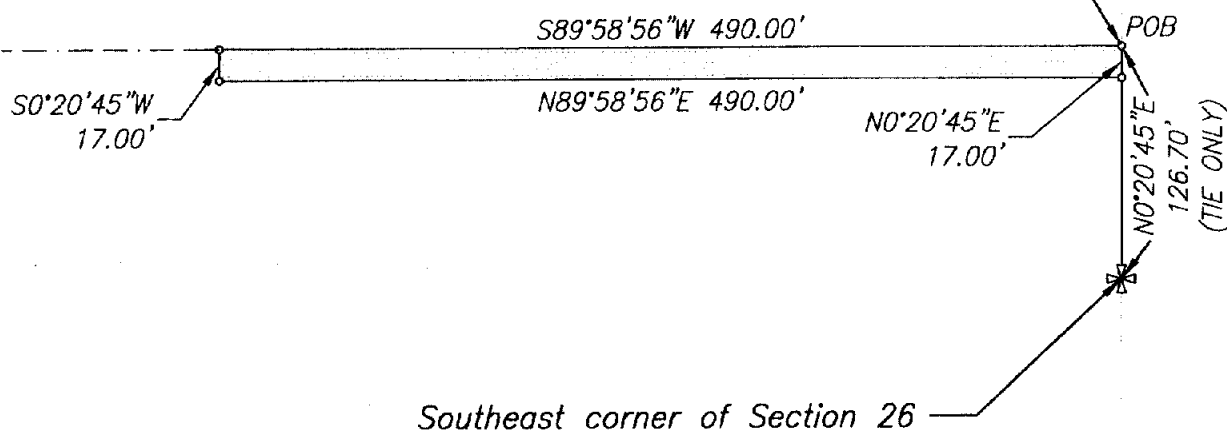 S89°58'56"W 490.00'
POB
N89°58'56"E 490.00'
S0°20'45"W
17.00'
N0°20'45"E
17.00'
N0°20'45"E
126.70'
(TIE ONLY)
Southeast corner of Section 26